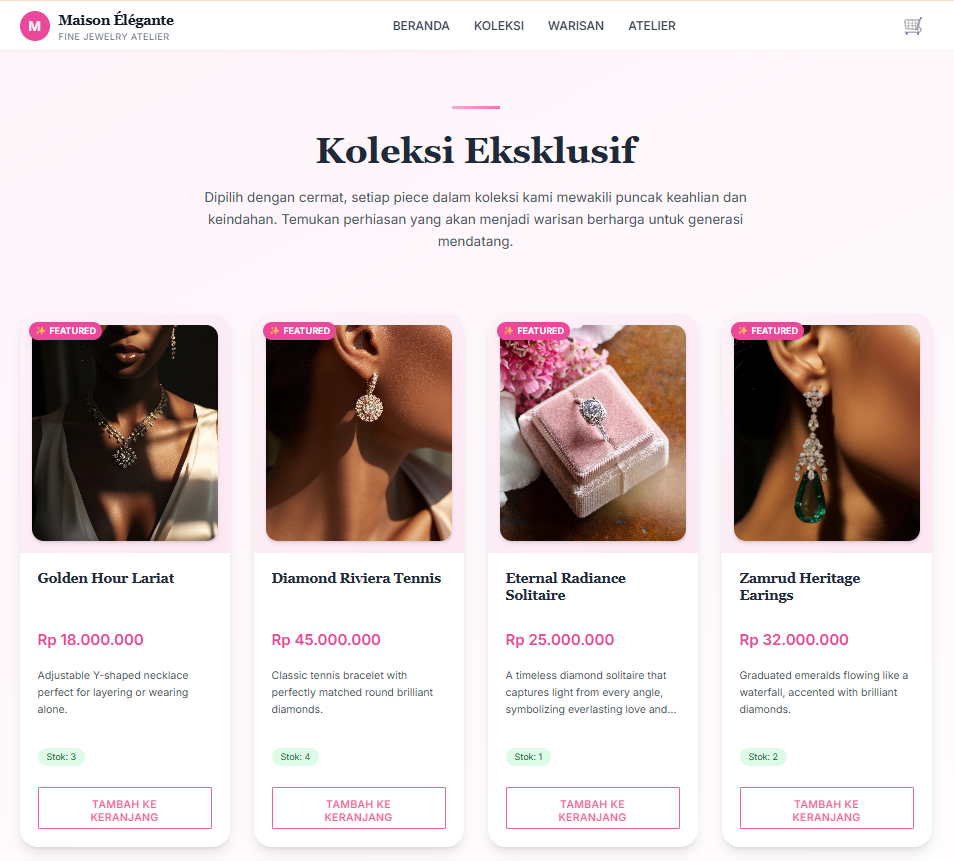 M
Maison Élégante
FINE JEWELRY ATELIER
BERANDA
KOLEKSI
WARISAN
ATELIER
Koleksi Eksklusif
Dipilih dengan cermat, setiap piece dalam koleksi kami mewakili puncak keahlian dan
keindahan. Temukan perhiasan yang akan menjadi warisan berharga untuk generasi
mendatang.
✨ FEATURED
Golden Hour Lariat
Rp 18.000.000
Adjustable Y-shaped necklace
perfect for layering or wearing
alone.
Stok: 3
TAMBAH KE
KERANJANG
✨ FEATURED
Diamond Riviera Tennis
Rp 45.000.000
Classic tennis bracelet with
perfectly matched round brilliant
diamonds.
Stok: 4
TAMBAH KE
KERANJANG
✨ FEATURED
Eternal Radiance
Solitaire
Rp 25.000.000
A timeless diamond solitaire that
captures light from every angle,
symbolizing everlasting love and...
Stok: 1
TAMBAH KE
KERANJANG
✨ FEATURED
Zamrud Heritage
Earings
Rp 32.000.000
Graduated emeralds flowing like a
waterfall, accented with brilliant
diamonds.
Stok: 2
TAMBAH KE
KERANJANG